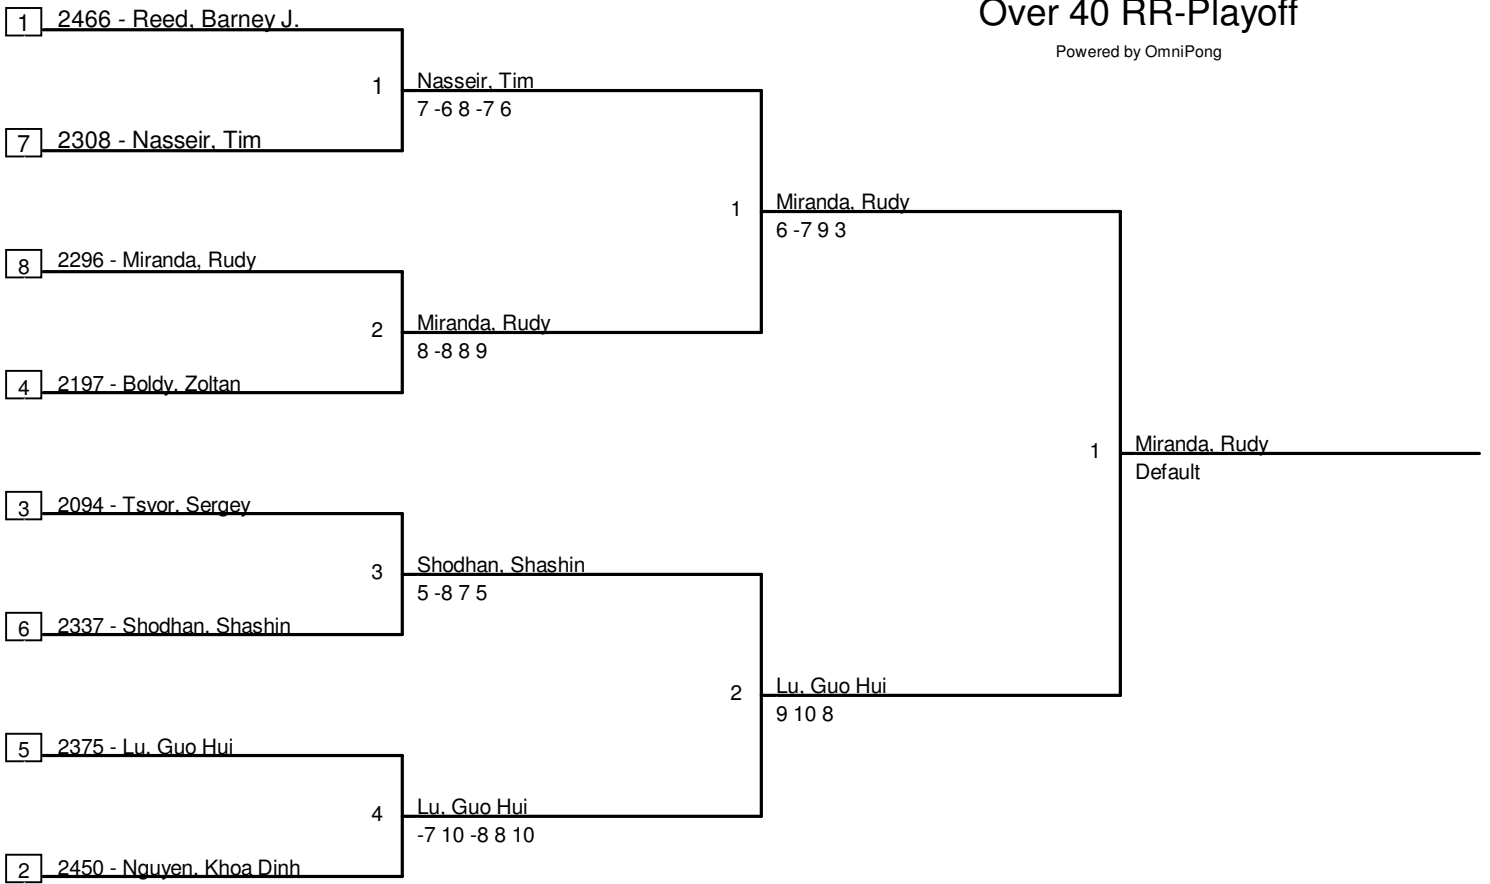 Over 40 RR-Playoff
Powered by OmniPong
1 2466 - Reed, Barney J.
1 Nasseir, Tim
7 -6 8 -7 6
7 2308 - Nasseir, Tim
1 Miranda, Rudy
6 -7 9 3
8 2296 - Miranda, Rudy
2 Miranda, Rudy
8 -8 8 9
4 2197 - Boldy, Zoltan
1 Miranda, Rudy
Default
3 2094 - Tsvor, Sergey
3 Shodhan, Shashin
5 -8 7 5
6 2337 - Shodhan, Shashin
2 Lu, Guo Hui
9 10 8
5 2375 - Lu, Guo Hui
4 Lu, Guo Hui
-7 10 -8 8 10
2 2450 - Nguyen, Khoa Dinh